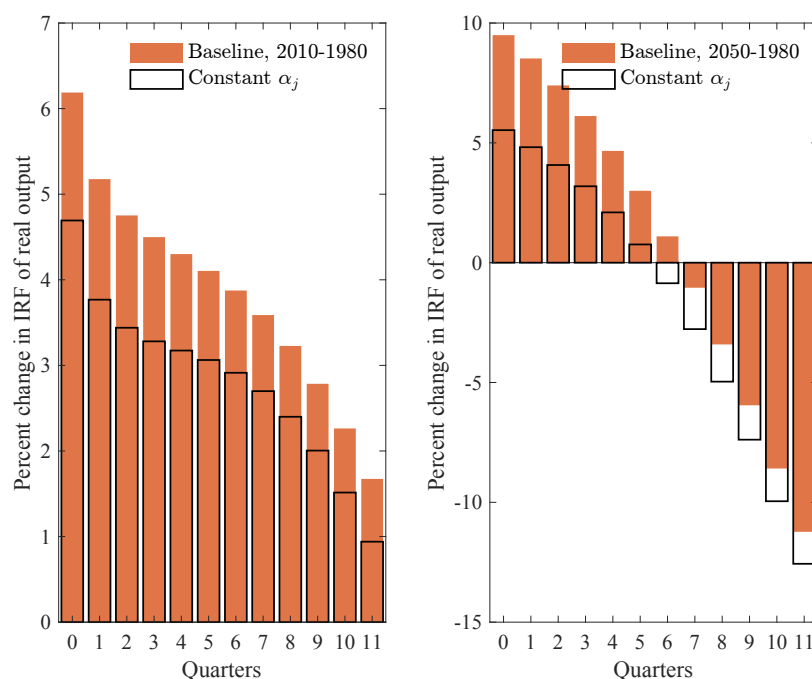 Baseline, 2010-1980
Constant αj
Percent change in IRF of real output
7
6
5
4
3
2
1
0
0 1 2 3 4 5 6 7 8 9 10 11
Quarters
Baseline, 2050-1980
Constant αj
Percent change in IRF of real output
10
5
0
-5
-10
-15
0 1 2 3 4 5 6 7 8 9 10 11
Quarters